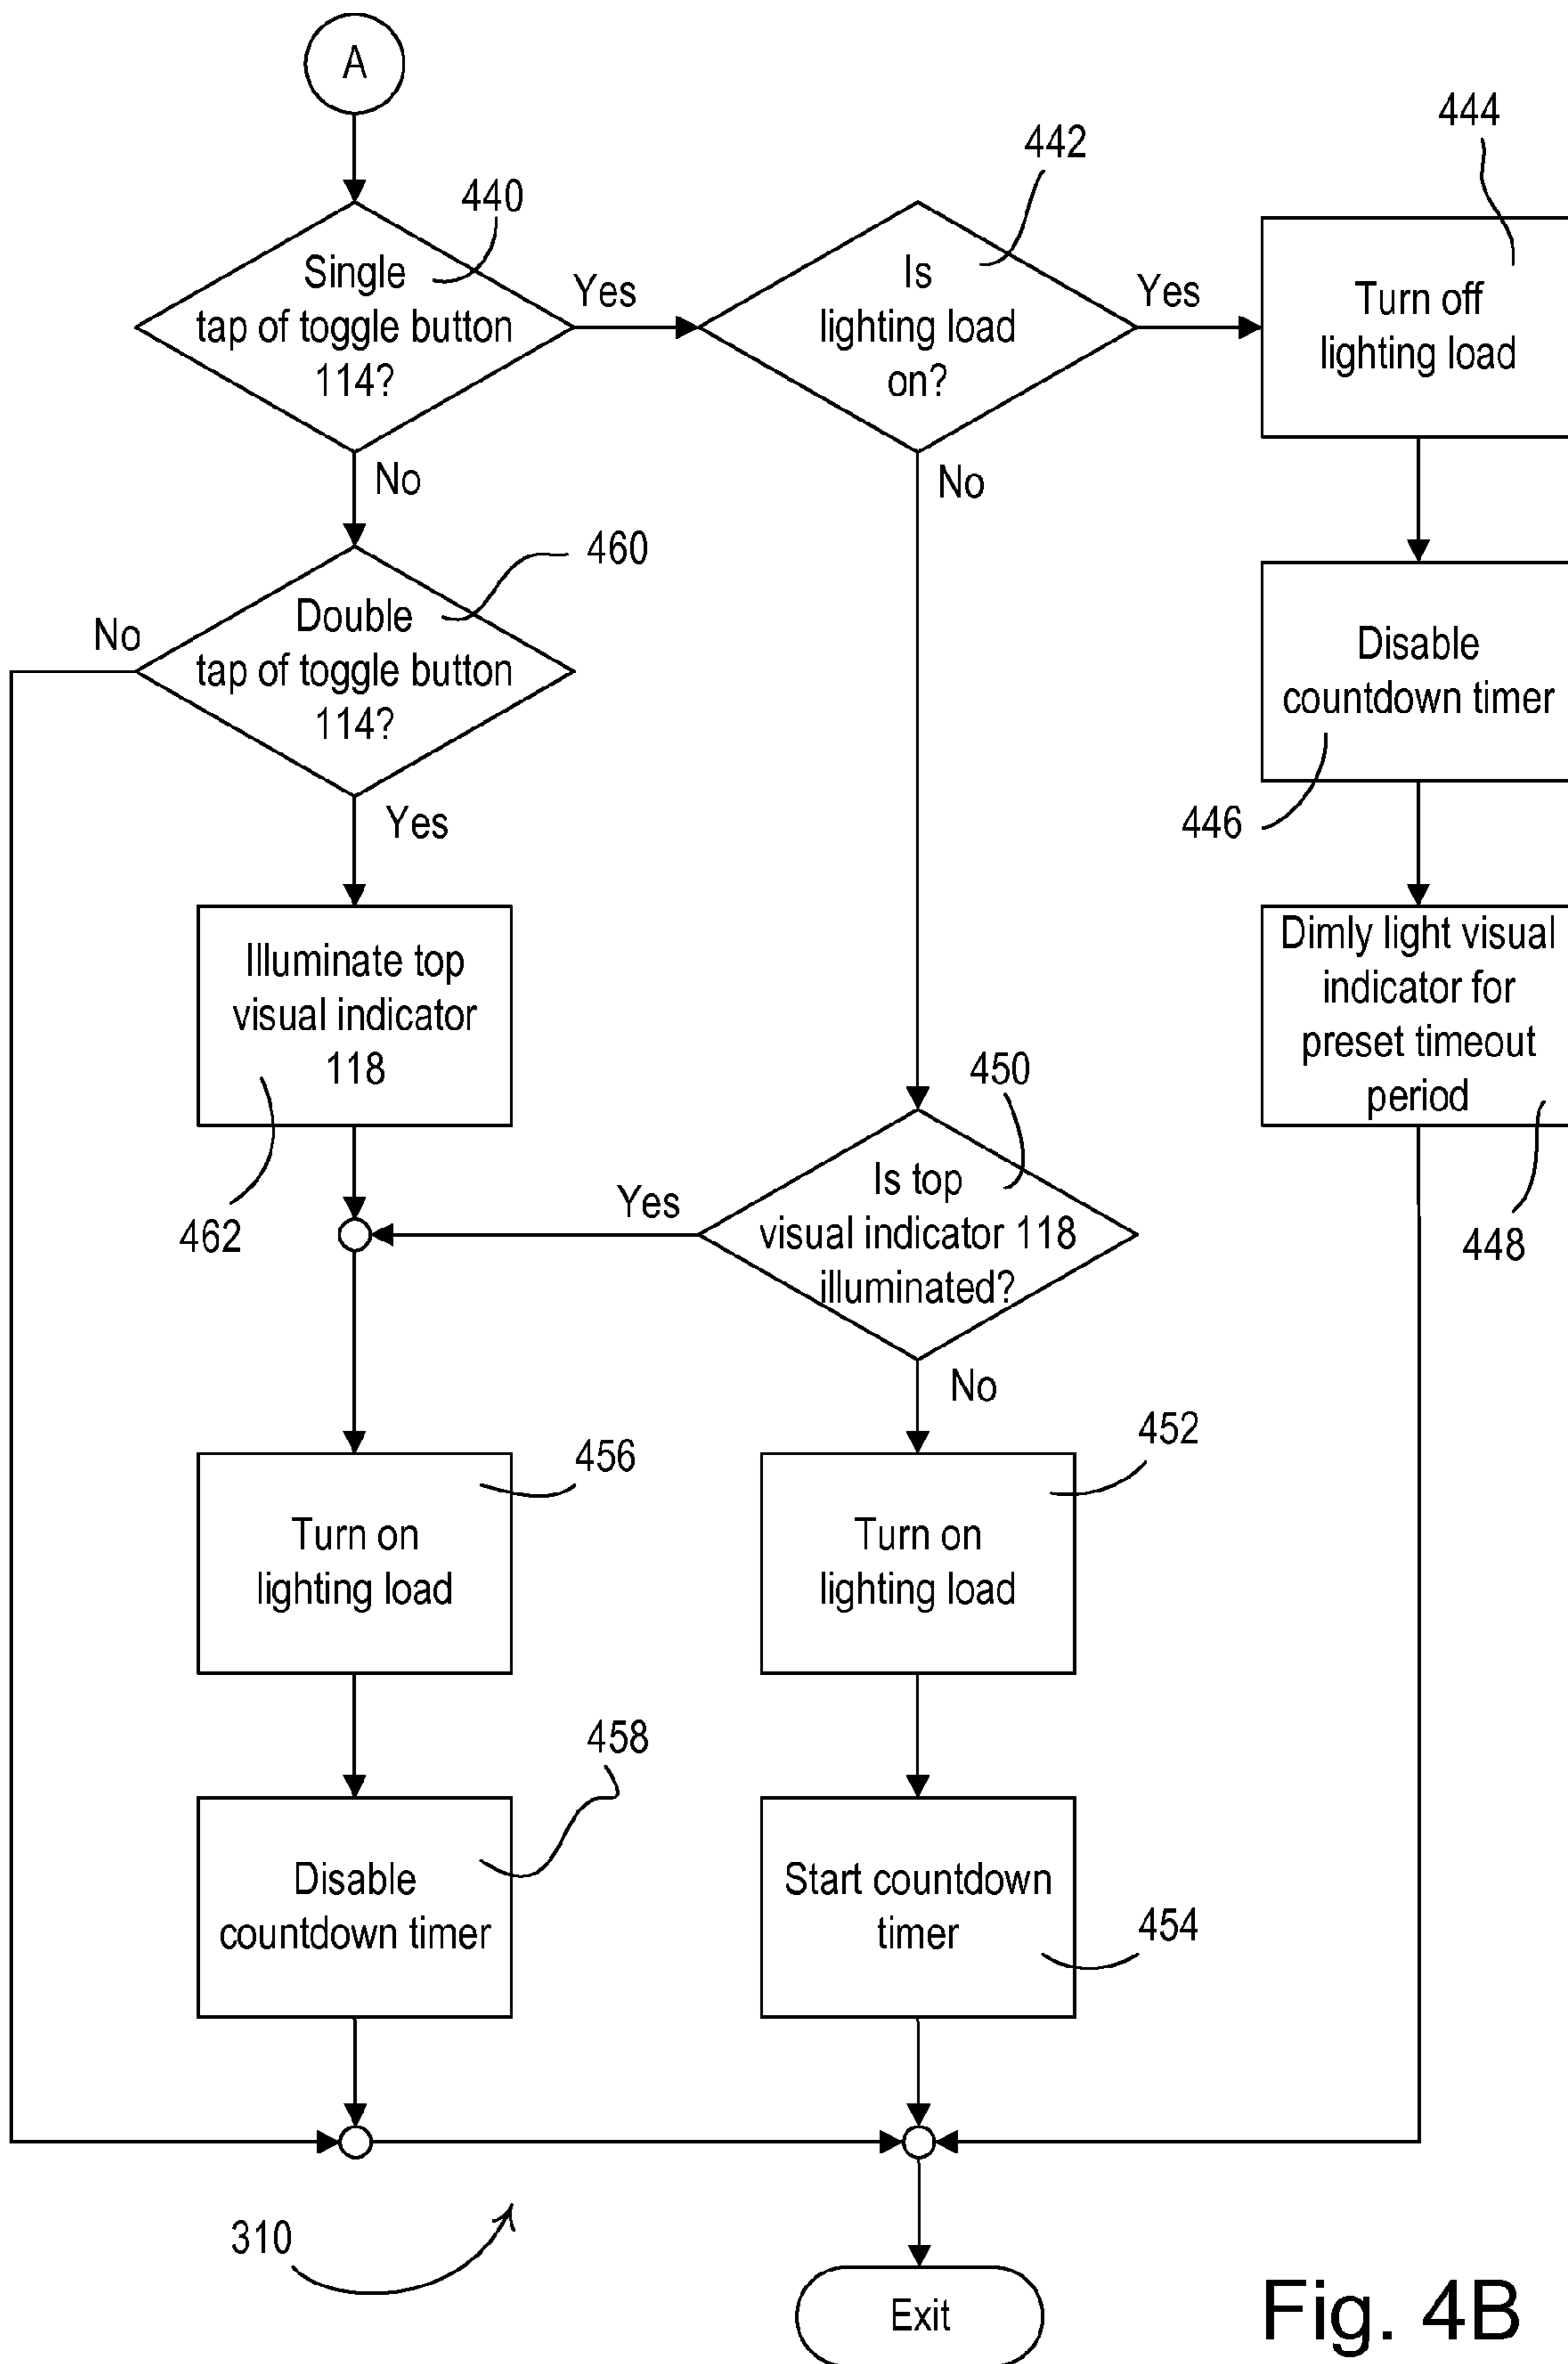 A
440
Single
tap of toggle button
114?
Yes
No
442
Is
lighting load
on?
Yes
No
444
Turn off
lighting load
460
Double
tap of toggle button
114?
No
Yes
Disable
countdown timer
446
Illuminate top
visual indicator
118
462
Dimly light visual
indicator for
preset timeout
period
448
450
Is top
visual indicator 118
illuminated?
Yes
No
456
Turn on
lighting load
452
Turn on
lighting load
458
Disable
countdown timer
Start countdown
timer
454
310
Exit
Fig. 4B